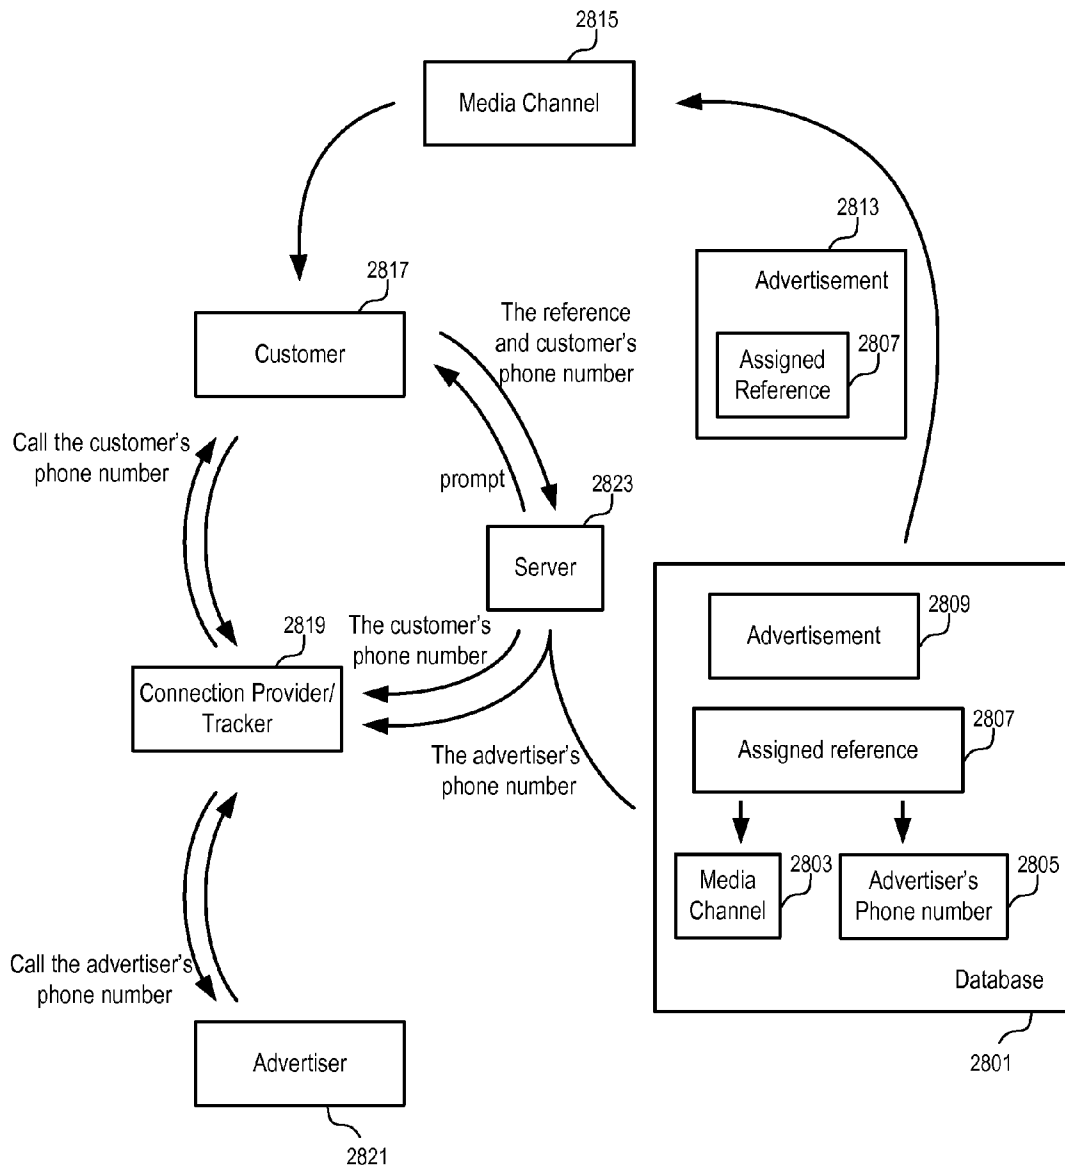 2815
Media Channel
2813
Advertisement
2807
Assigned
Reference
2817
Customer
The reference
and customer's
phone number
Call the customer's
phone number
prompt
2823
Server
2819
Connection Provider/
Tracker
The customer's
phone number
The advertiser's
phone number
2809
Advertisement
2807
Assigned reference
2803
Media
Channel
2805
Advertiser's
Phone number
Database
2801
Call the advertiser's
phone number
Advertiser
2821